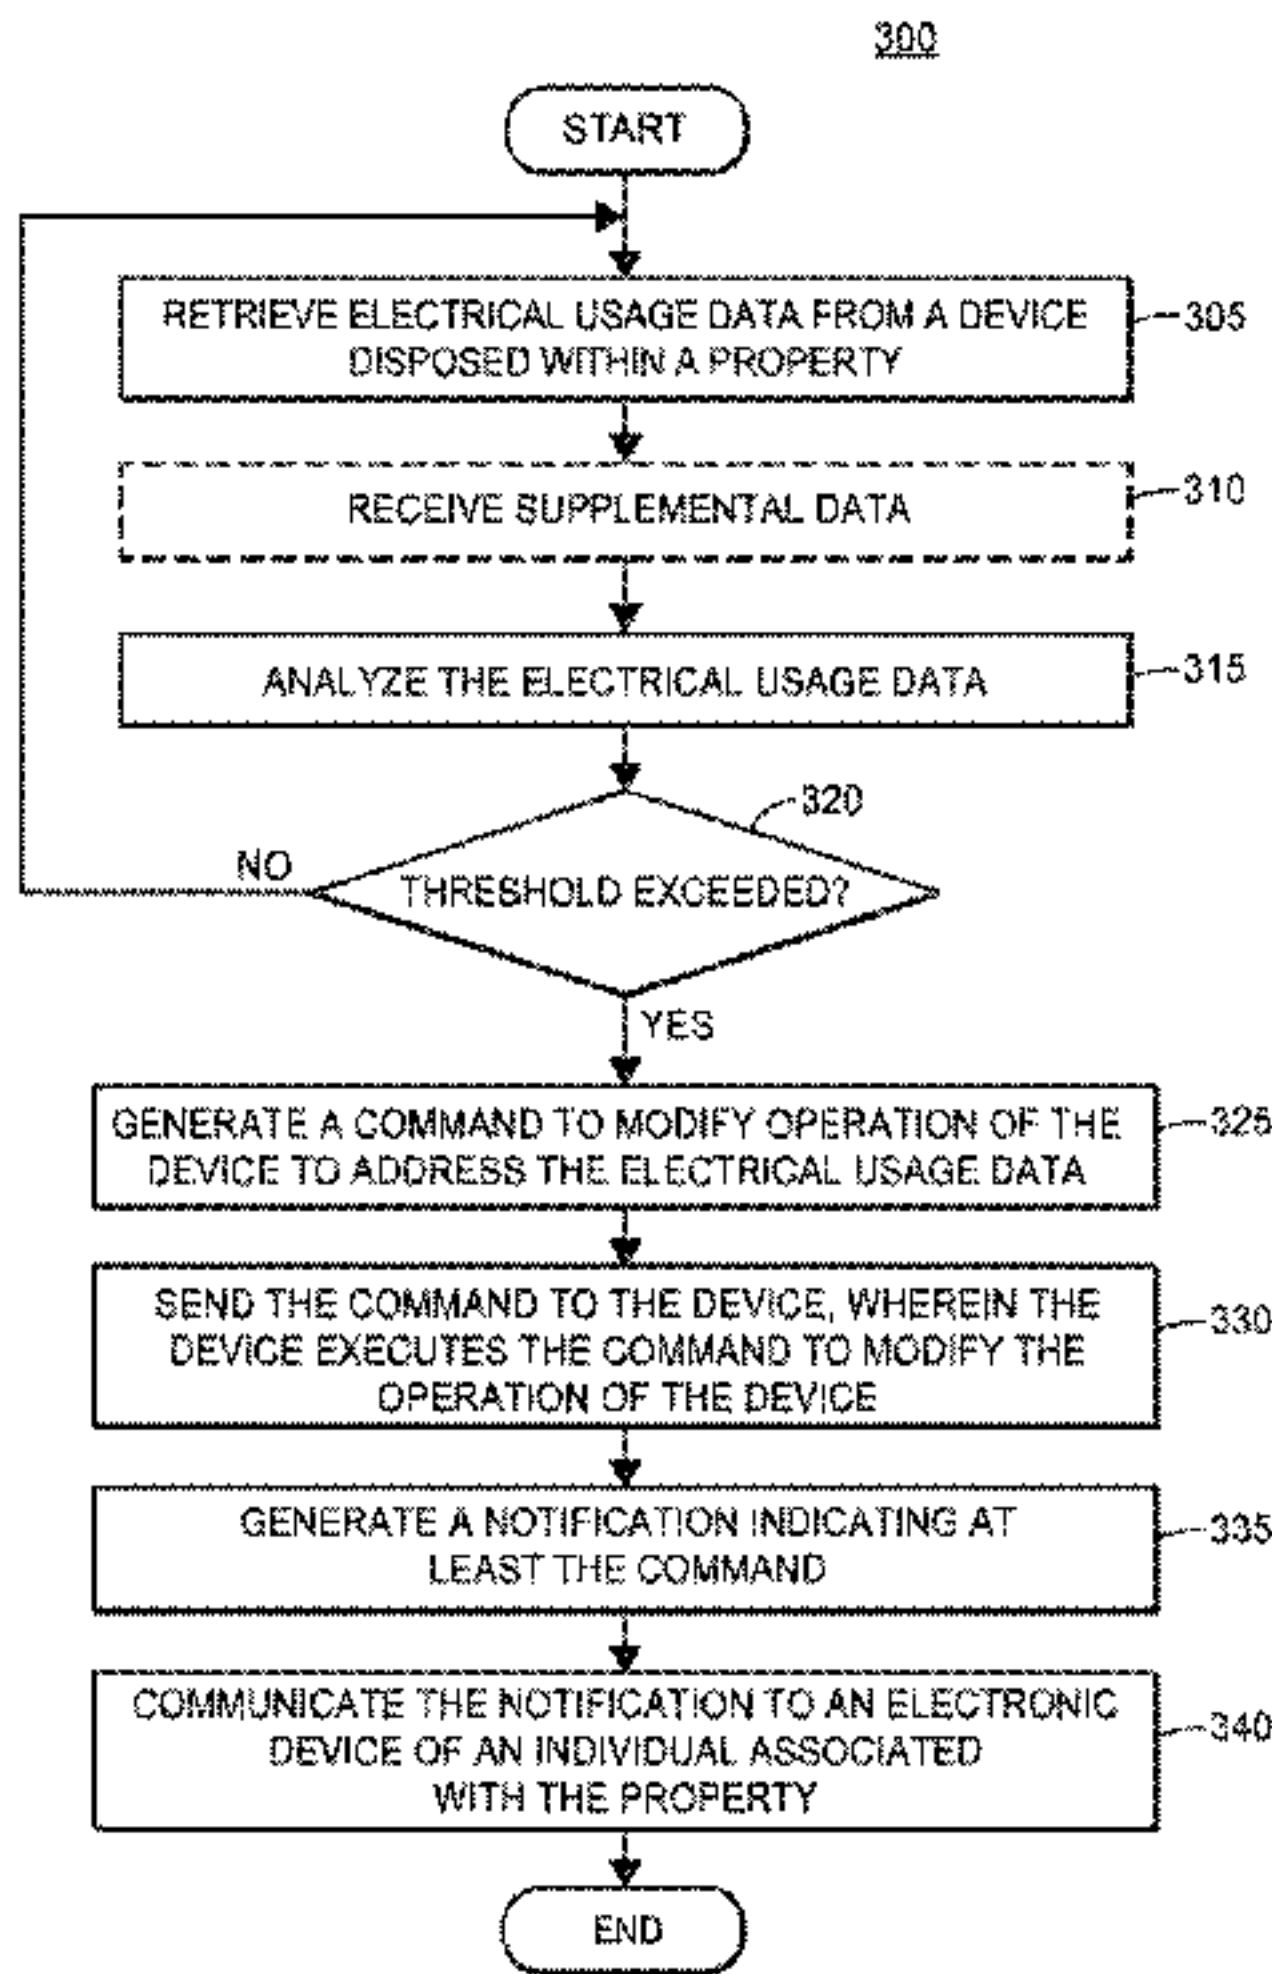 300
START
RETRIEVE ELECTRICAL USAGE DATA FROM A DEVICE
DISPOSED WITHIN A PROPERTY
305
RECEIVE SUPPLEMENTAL DATA
310
ANALYZE THE ELECTRICAL USAGE DATA
315
320
NO
THRESHOLD EXCEEDED?
YES
GENERATE A COMMAND TO MODIFY OPERATION OF THE
DEVICE TO ADDRESS THE ELECTRICAL USAGE DATA
325
SEND THE COMMAND TO THE DEVICE, WHEREIN THE
DEVICE EXECUTES THE COMMAND TO MODIFY THE
OPERATION OF THE DEVICE
330
GENERATE A NOTIFICATION INDICATING AT
LEAST THE COMMAND
335
COMMUNICATE THE NOTIFICATION TO AN ELECTRONIC
DEVICE OF AN INDIVIDUAL ASSOCIATED
WITH THE PROPERTY
340
END